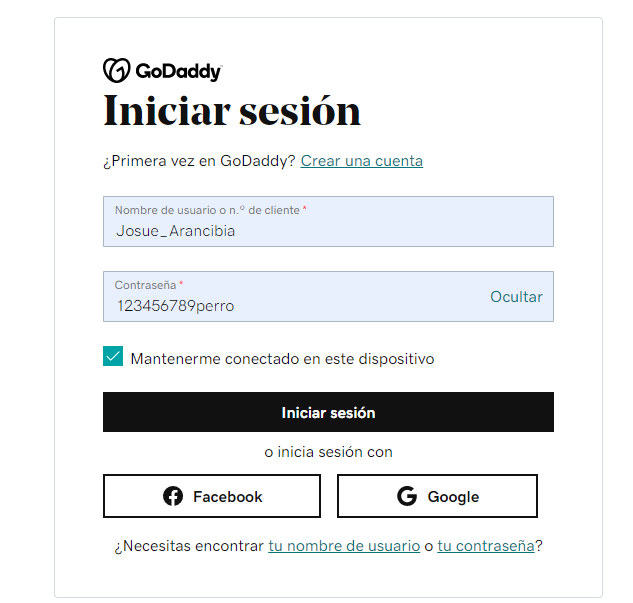 GoDaddy
Iniciar sesión
¿Primera vez en GoDaddy? Crear una cuenta
Nombre de usuario o n.º de cliente *
Josue_Arancibia
Contraseña *
123456789perro
Ocultar
Mantenerme conectado en este dispositivo
Iniciar sesión
o inicia sesión con
Facebook
Google
¿Necesitas encontrar tu nombre de usuario o tu contraseña?